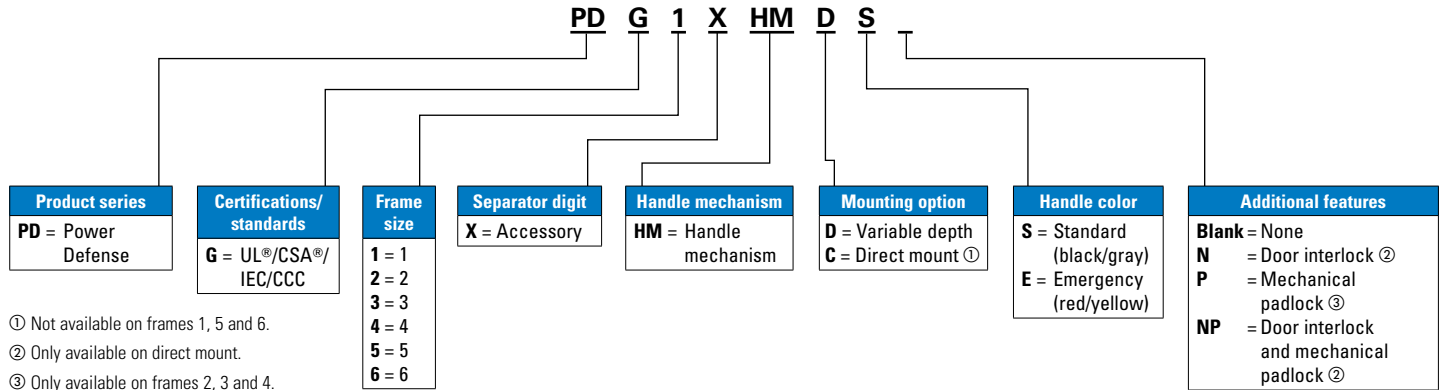 PD G 1 X HM D S _
Product series
PD = Power
Defense
Certifications/
standards
G = UL®/CSA®/
IEC/CCC
Frame
size
1 = 1
2 = 2
3 = 3
4 = 4
5 = 5
6 = 6
Separator digit
X = Accessory
Handle mechanism
HM = Handle
mechanism
Mounting option
D = Variable depth
C = Direct mount ①
Handle color
S = Standard
(black/gray)
E = Emergency
(red/yellow)
Additional features
Blank = None
N = Door interlock ②
P = Mechanical
padlock ③
NP = Door interlock
and mechanical
padlock ②
① Not available on frames 1, 5 and 6.
② Only available on direct mount.
③ Only available on frames 2, 3 and 4.